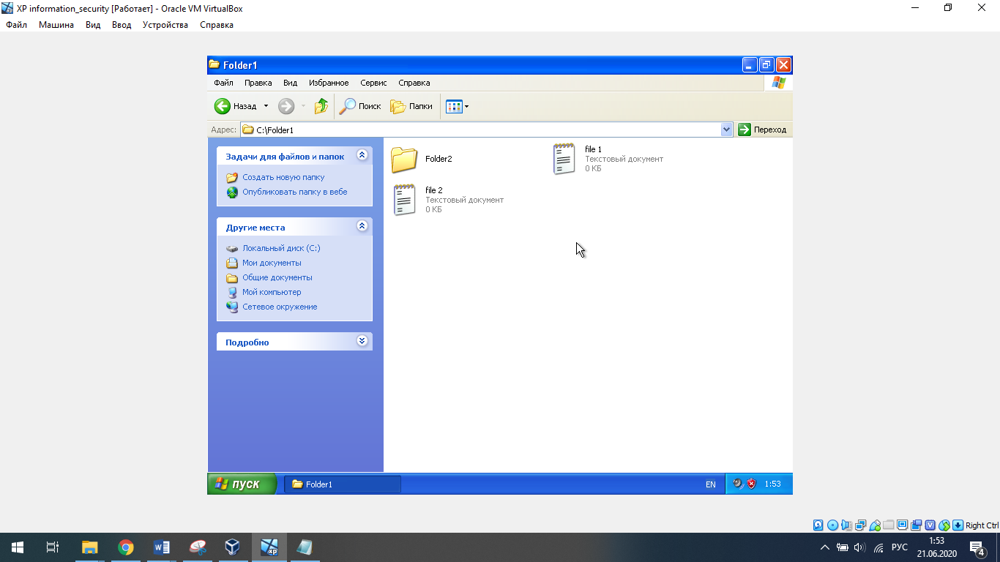 XP information_security [Работает] - Oracle VM VirtualBox
Файл Машина Вид Ввод Устройства Справка
Folder1
Файл Правка Вид Избранное Сервис Справка
Назад Поиск Папки
Адрес: C:\Folder1 Переход
Задачи для файлов и папок
Создать новую папку
Опубликовать папку в вебе
Другие места
Локальный диск (C:)
Мои документы
Общие документы
Мой компьютер
Сетевое окружение
Подробно
Folder2
file 1
Текстовый документ
0 КБ
file 2
Текстовый документ
0 КБ
пуск Folder1 EN 1:53
Right Ctrl
W XP РУС 1:53
21.06.2020
4